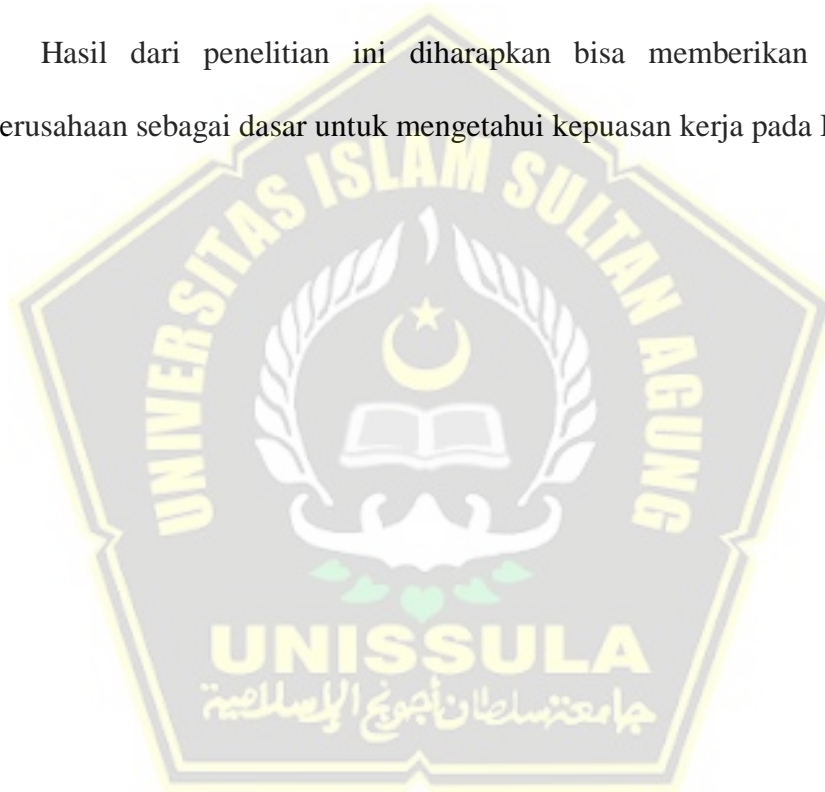 Hasil dari penelitian ini diharapkan bisa memberikan
erusahaan sebagai dasar untuk mengetahui kepuasan kerja pada
UNIVERSITAS ISLAM SULTAN AGUNG
UNISSULA
جامعة سلطان أجونج الإسلامية